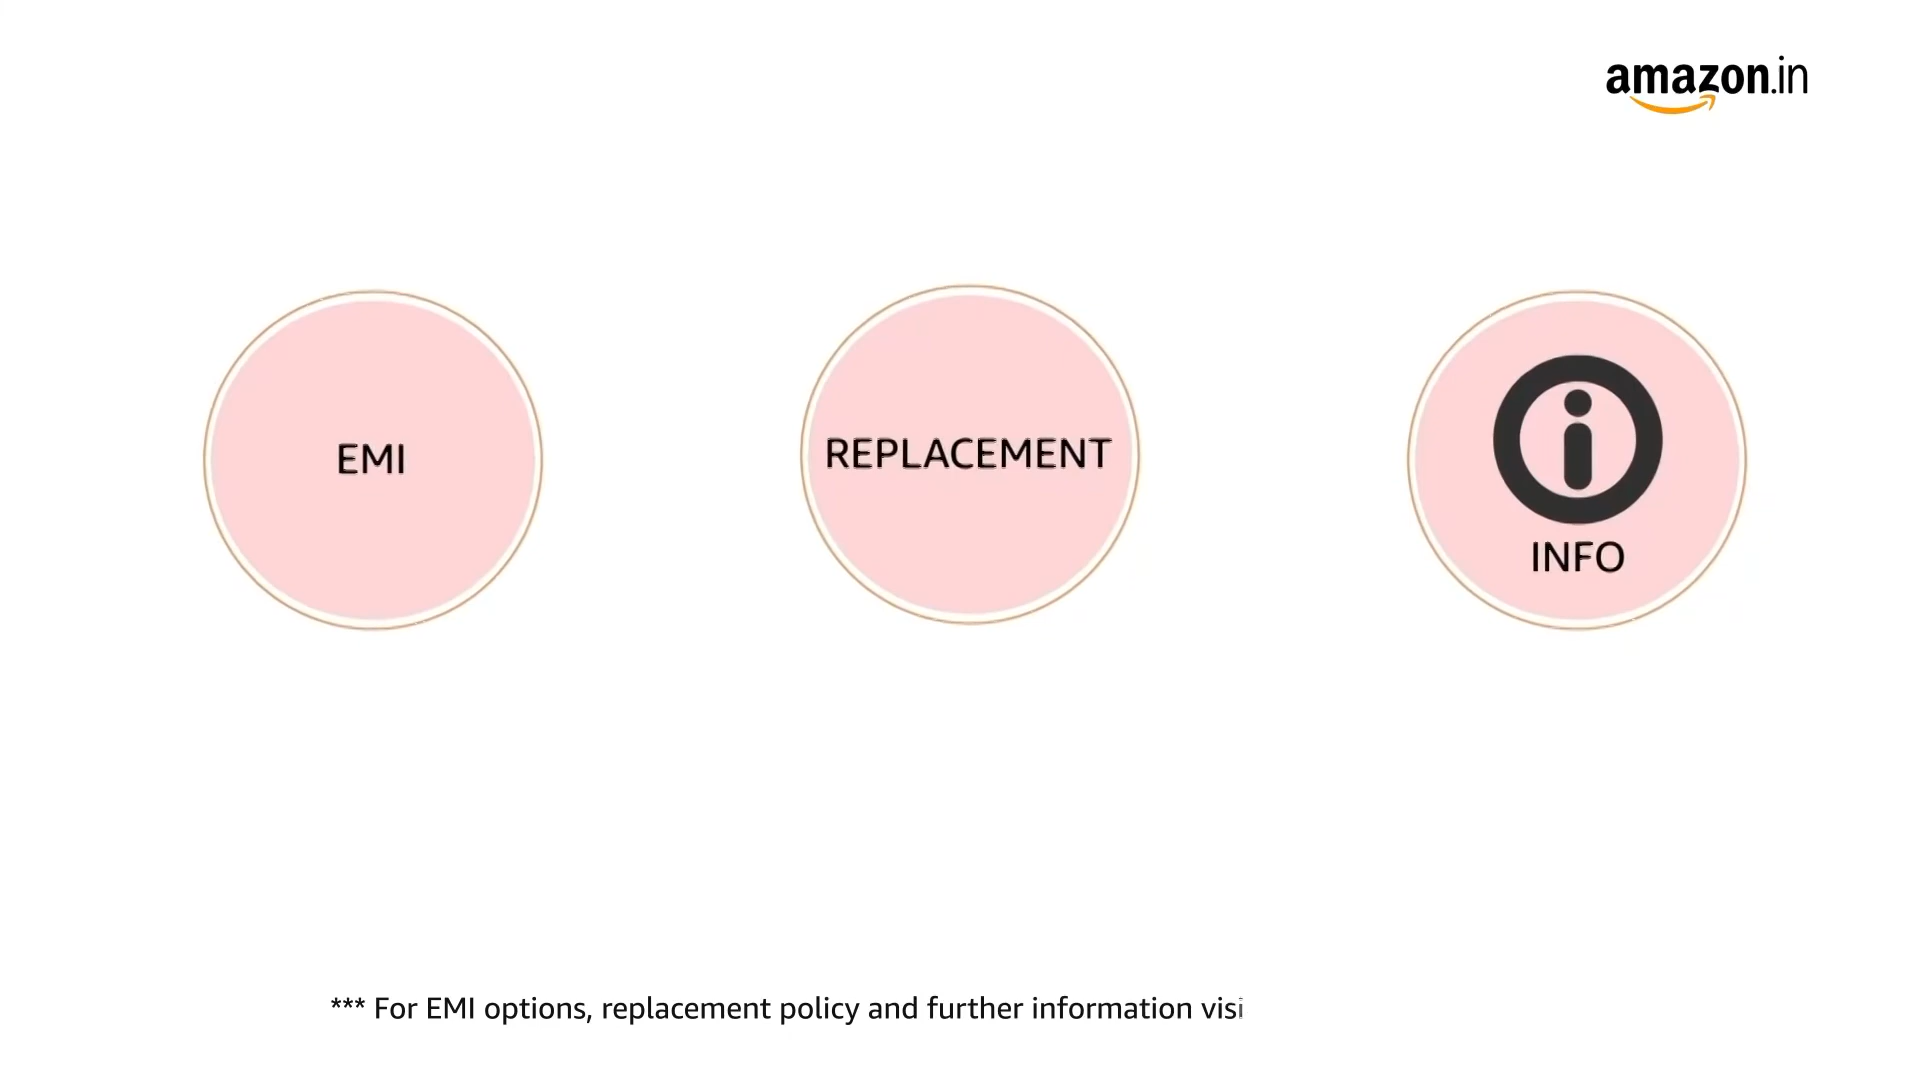 amazon.in
EMI
REPLACEMENT
INFO
*** For EMI options, replacement policy and further information visi